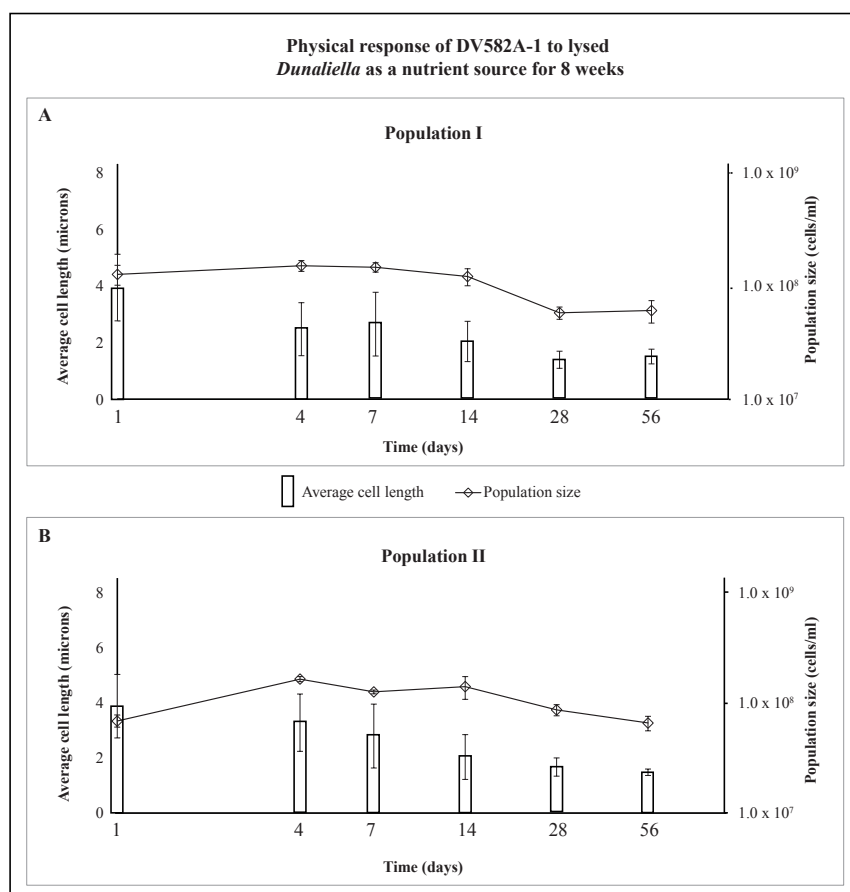 Physical response of DV582A-1 to lysed
Dunaliella as a nutrient source for 8 weeks
A
Population I
Average cell length (microns)
8
6
4
2
0
1.0 x 10⁹
1.0 x 10⁸
1.0 x 10⁷
Population size (cells/ml)
1 4 7 14 28 56
Time (days)
Average cell length Population size
B
Population II
Average cell length (microns)
8
6
4
2
0
1.0 x 10⁹
1.0 x 10⁸
1.0 x 10⁷
Population size (cells/ml)
1 4 7 14 28 56
Time (days)